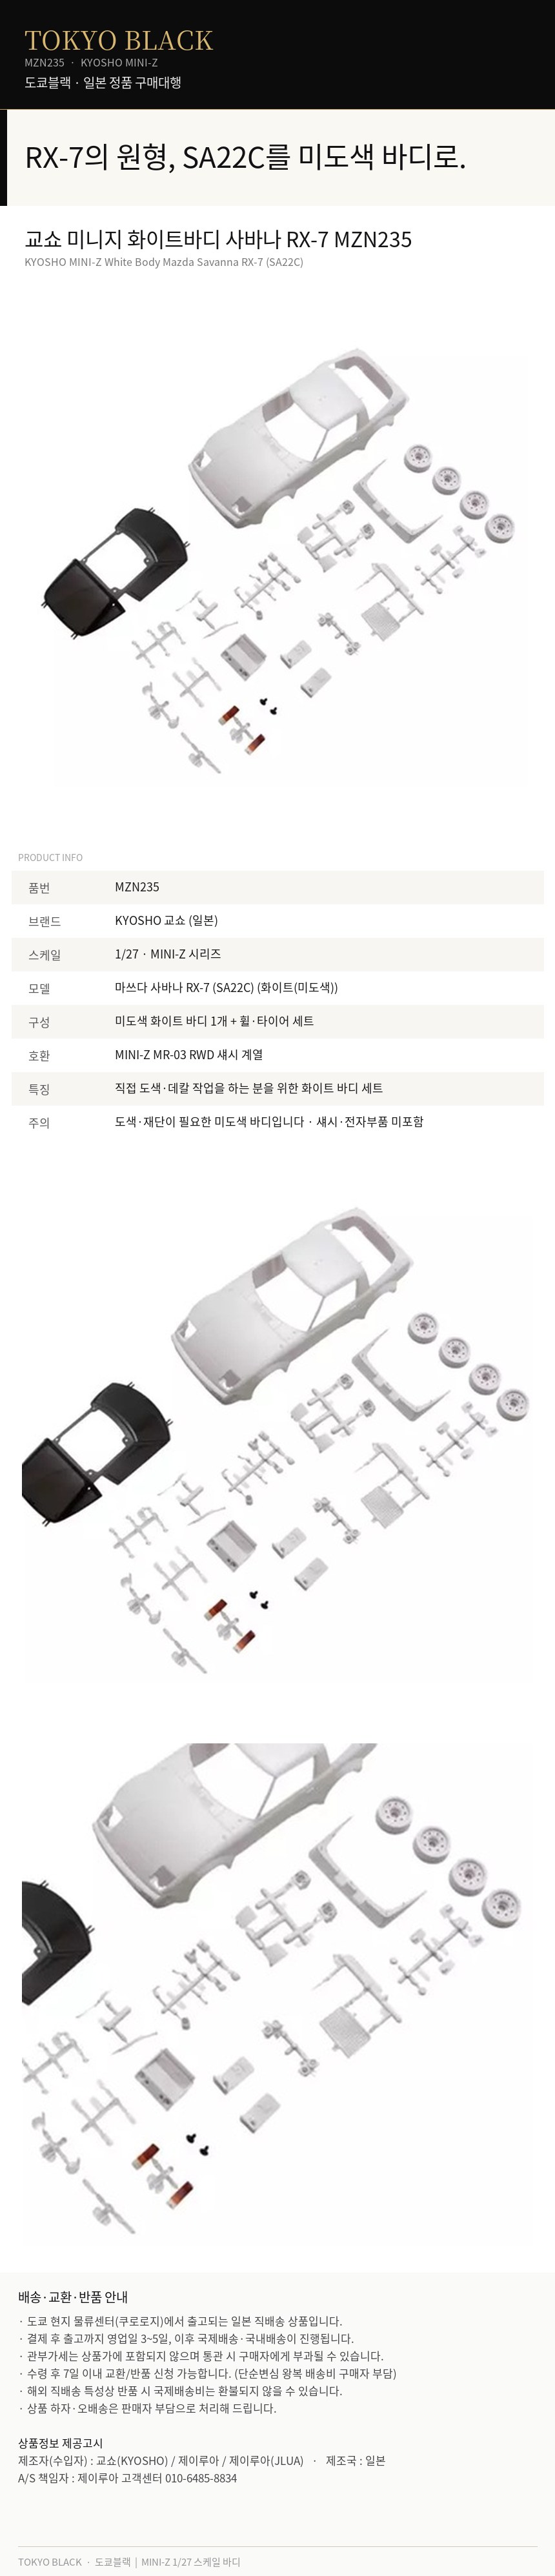 TOKYO BLACK
MZN235 · KYOSHO MINI-Z
도쿄블랙 · 일본 정품 구매대행
RX-7의 원형, SA22C를 미도색 바디로.
교쇼 미니지 화이트바디 사바나 RX-7 MZN235
KYOSHO MINI-Z White Body Mazda Savanna RX-7 (SA22C)
PRODUCT INFO
품번 MZN235
브랜드 KYOSHO 교쇼 (일본)
스케일 1/27 · MINI-Z 시리즈
모델 마쓰다 사바나 RX-7 (SA22C) (화이트(미도색))
구성 미도색 화이트 바디 1개 + 휠·타이어 세트
호환 MINI-Z MR-03 RWD 섀시 계열
특징 직접 도색·데칼 작업을 하는 분을 위한 화이트 바디 세트
주의 도색·재단이 필요한 미도색 바디입니다 · 섀시·전자부품 미포함
배송·교환·반품 안내
· 도쿄 현지 물류센터(쿠로로지)에서 출고되는 일본 직배송 상품입니다.
· 결제 후 출고까지 영업일 3~5일, 이후 국제배송·국내배송이 진행됩니다.
· 관부가세는 상품가에 포함되지 않으며 통관 시 구매자에게 부과될 수 있습니다.
· 수령 후 7일 이내 교환/반품 신청 가능합니다. (단순변심 왕복 배송비 구매자 부담)
· 해외 직배송 특성상 반품 시 국제배송비는 환불되지 않을 수 있습니다.
· 상품 하자·오배송은 판매자 부담으로 처리해 드립니다.
상품정보 제공고시
제조자(수입자) : 교쇼(KYOSHO) / 제이루아 / 제이루아(JLUA) · 제조국 : 일본
A/S 책임자 : 제이루아 고객센터 010-6485-8834
TOKYO BLACK · 도쿄블랙 | MINI-Z 1/27 스케일 바디